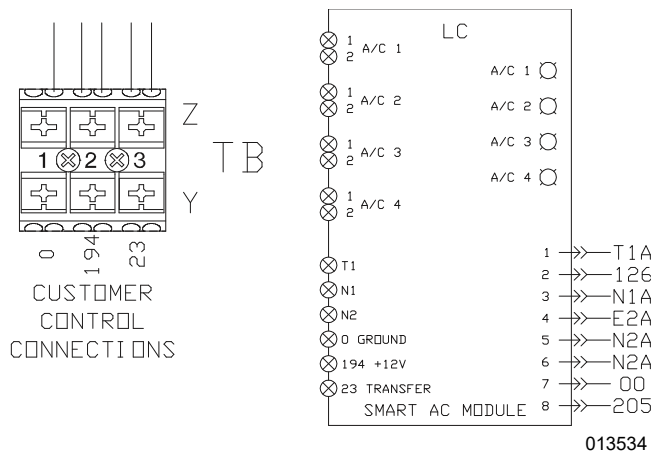 Z
1 2 3
TB
Y
0 194 23
CUSTOMER
CONTROL
CONNECTIONS
LC
1
2
A/C 1
1
2
A/C 2
1
2
A/C 3
1
2
A/C 4
A/C 1
A/C 2
A/C 3
A/C 4
T1
N1
N2
0 GROUND
194 +12V
23 TRANSFER
SMART AC MODULE
1 T1A
2 126
3 N1A
4 E2A
5 N2A
6 N2A
7 00
8 205
013534